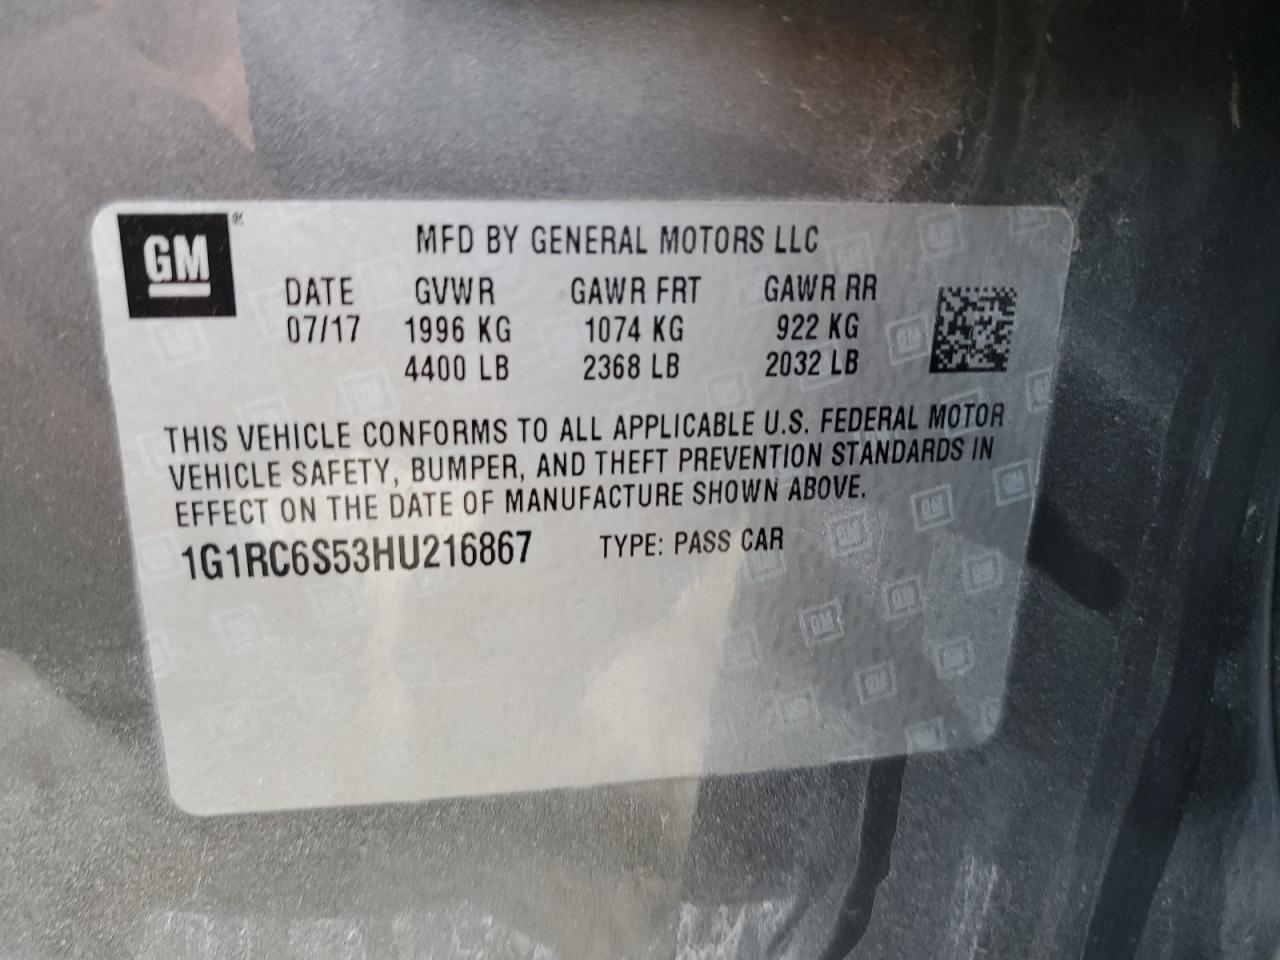 GM®
MFD BY GENERAL MOTORS LLC
DATE GVWR GAWR FRT GAWR RR
07/17 1996 KG 1074 KG 922 KG
4400 LB 2368 LB 2032 LB
THIS VEHICLE CONFORMS TO ALL APPLICABLE U.S. FEDERAL MOTOR
VEHICLE SAFETY, BUMPER, AND THEFT PREVENTION STANDARDS IN
EFFECT ON THE DATE OF MANUFACTURE SHOWN ABOVE.
1G1RC6S53HU216867 TYPE: PASS CAR